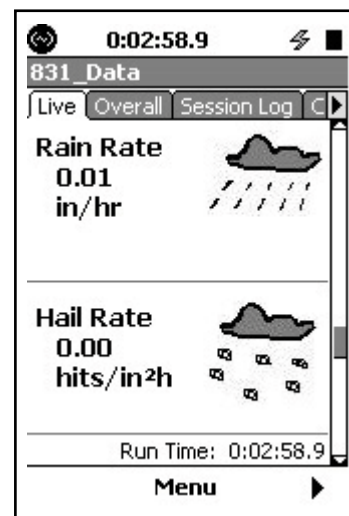 0:02:58.9
831_Data
Live Overall Session Log C
Rain Rate
0.01
in/hr
Hail Rate
0.00
hits/in²h
Run Time: 0:02:58.9
Menu